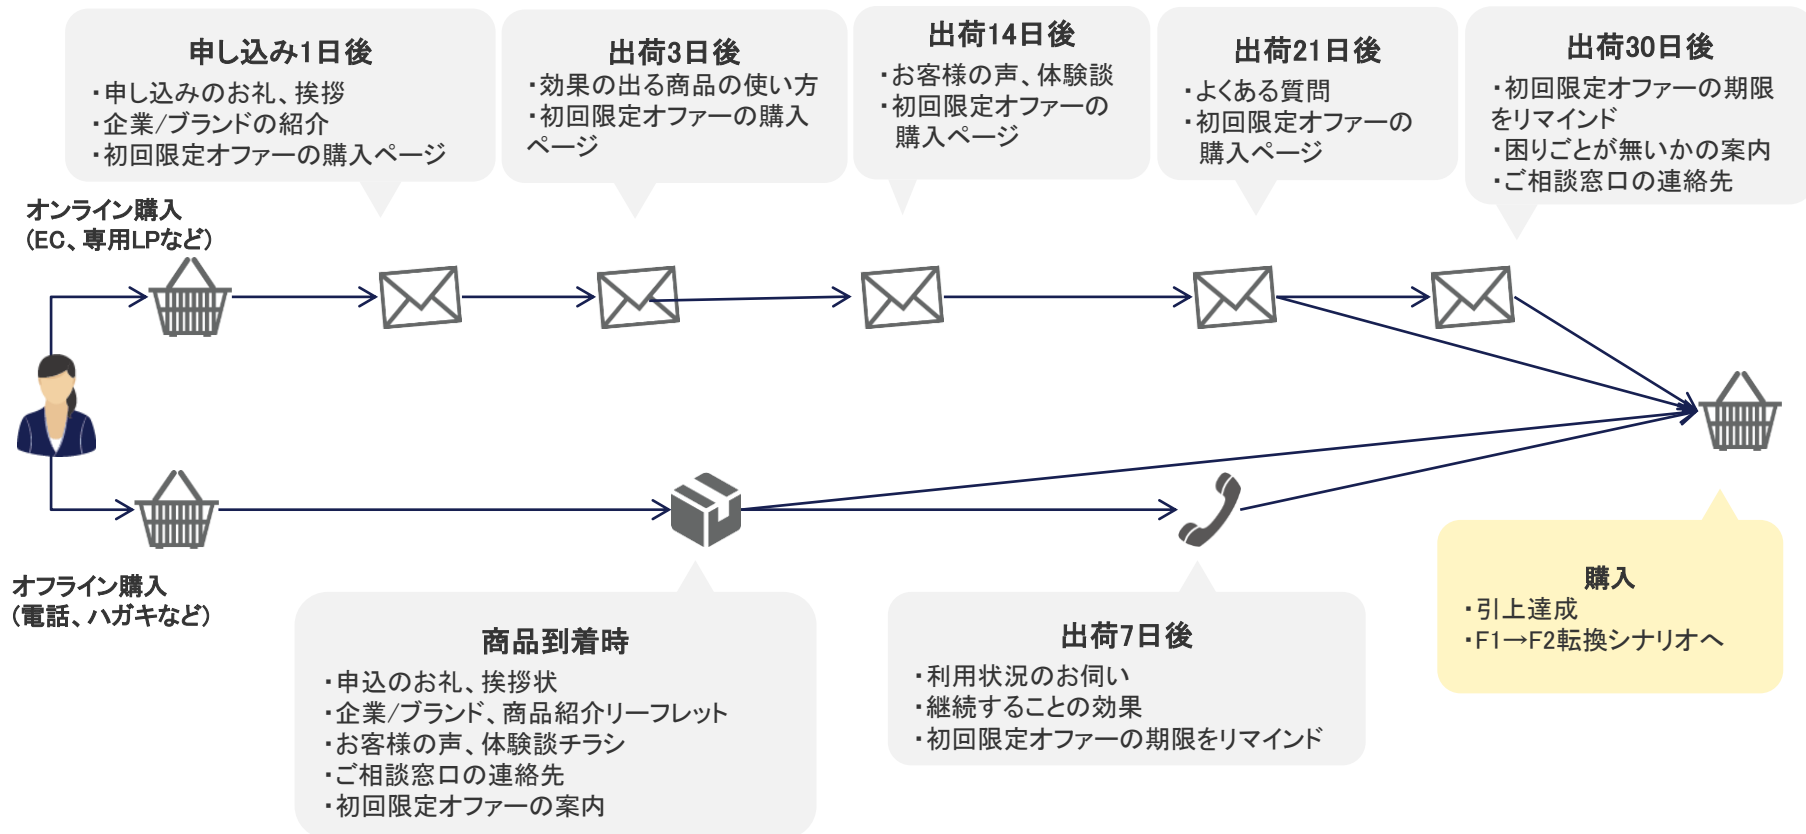 申し込み1日後
・申し込みのお礼、挨拶
・企業/ブランドの紹介
・初回限定オファーの購入ページ
出荷3日後
・効果の出る商品の使い方
・初回限定オファーの購入
ページ
出荷14日後
・お客様の声、体験談
・初回限定オファーの
購入ページ
出荷21日後
・よくある質問
・初回限定オファーの
購入ページ
出荷30日後
・初回限定オファーの期限
をリマインド
・困りごとが無いかの案内
・ご相談窓口の連絡先
オンライン購入
(EC、専用LPなど)
オフライン購入
(電話、ハガキなど)
商品到着時
・申込のお礼、挨拶状
・企業/ブランド、商品紹介リーフレット
・お客様の声、体験談チラシ
・ご相談窓口の連絡先
・初回限定オファーの案内
出荷7日後
・利用状況のお伺い
・継続することの効果
・初回限定オファーの期限をリマインド
購入
・引上達成
・F1→F2転換シナリオへ